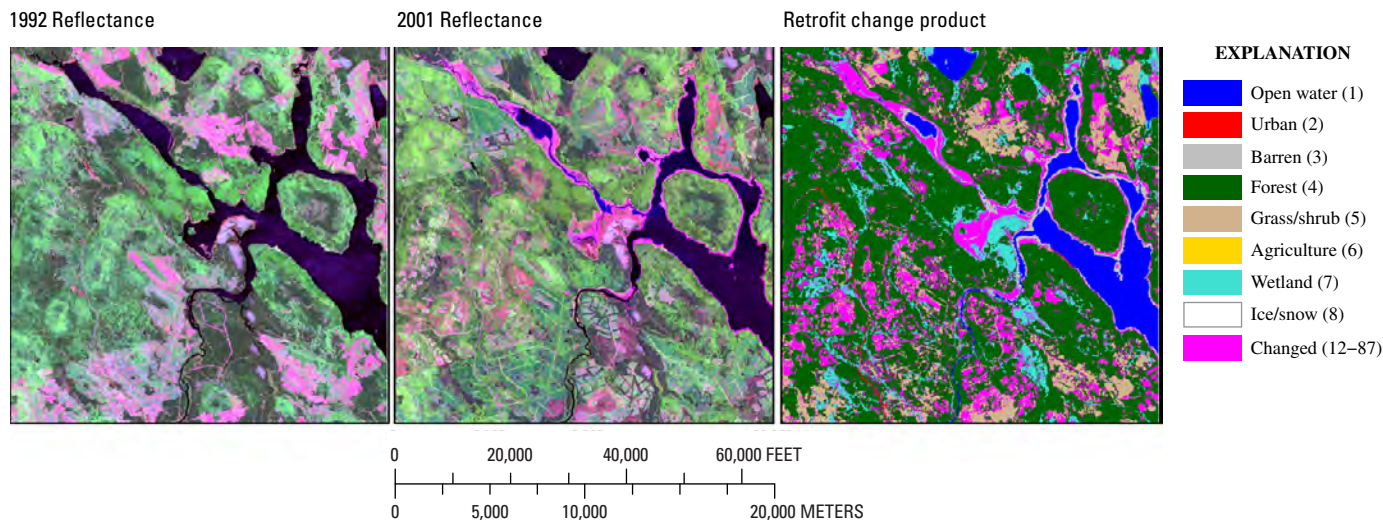 1992 Reflectance
2001 Reflectance
Retrofit change product
EXPLANATION
Open water (1)
Urban (2)
Barren (3)
Forest (4)
Grass/shrub (5)
Agriculture (6)
Wetland (7)
Ice/snow (8)
Changed (12–87)
0 20,000 40,000 60,000 FEET
0 5,000 10,000 20,000 METERS